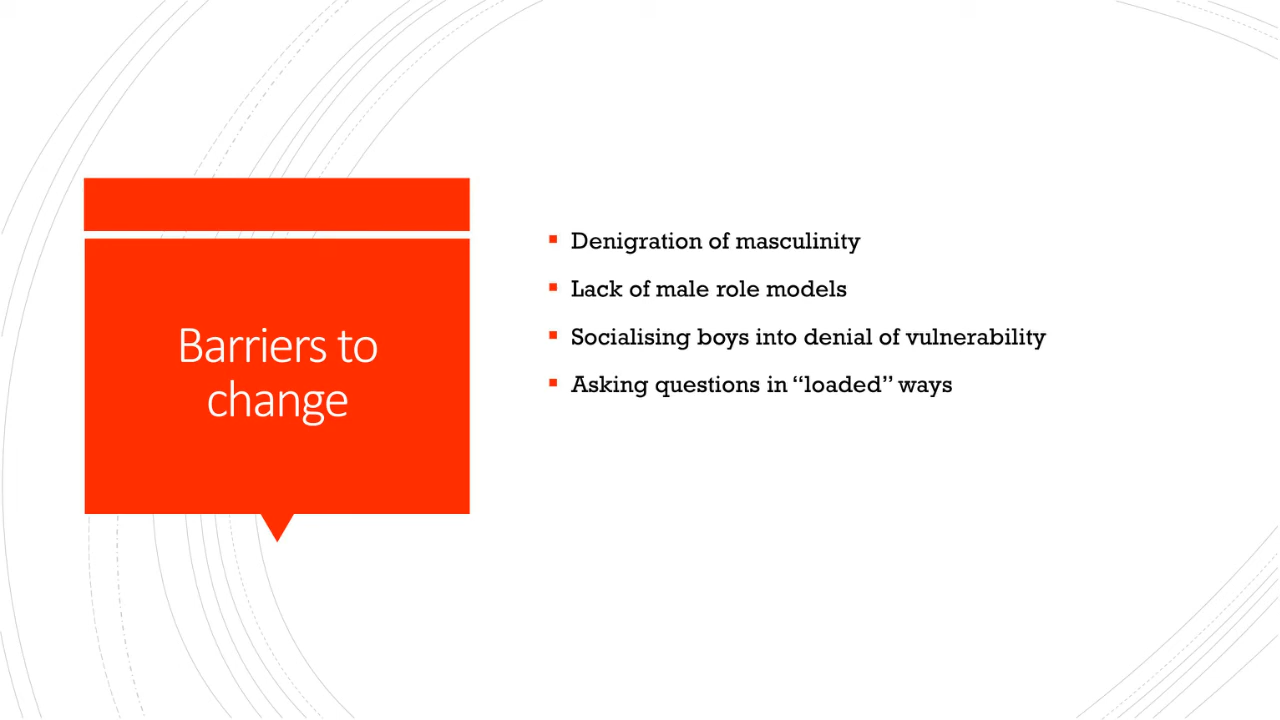 Barriers to
change
Denigration of masculinity
Lack of male role models
Socialising boys into denial of vulnerability
Asking questions in “loaded” ways